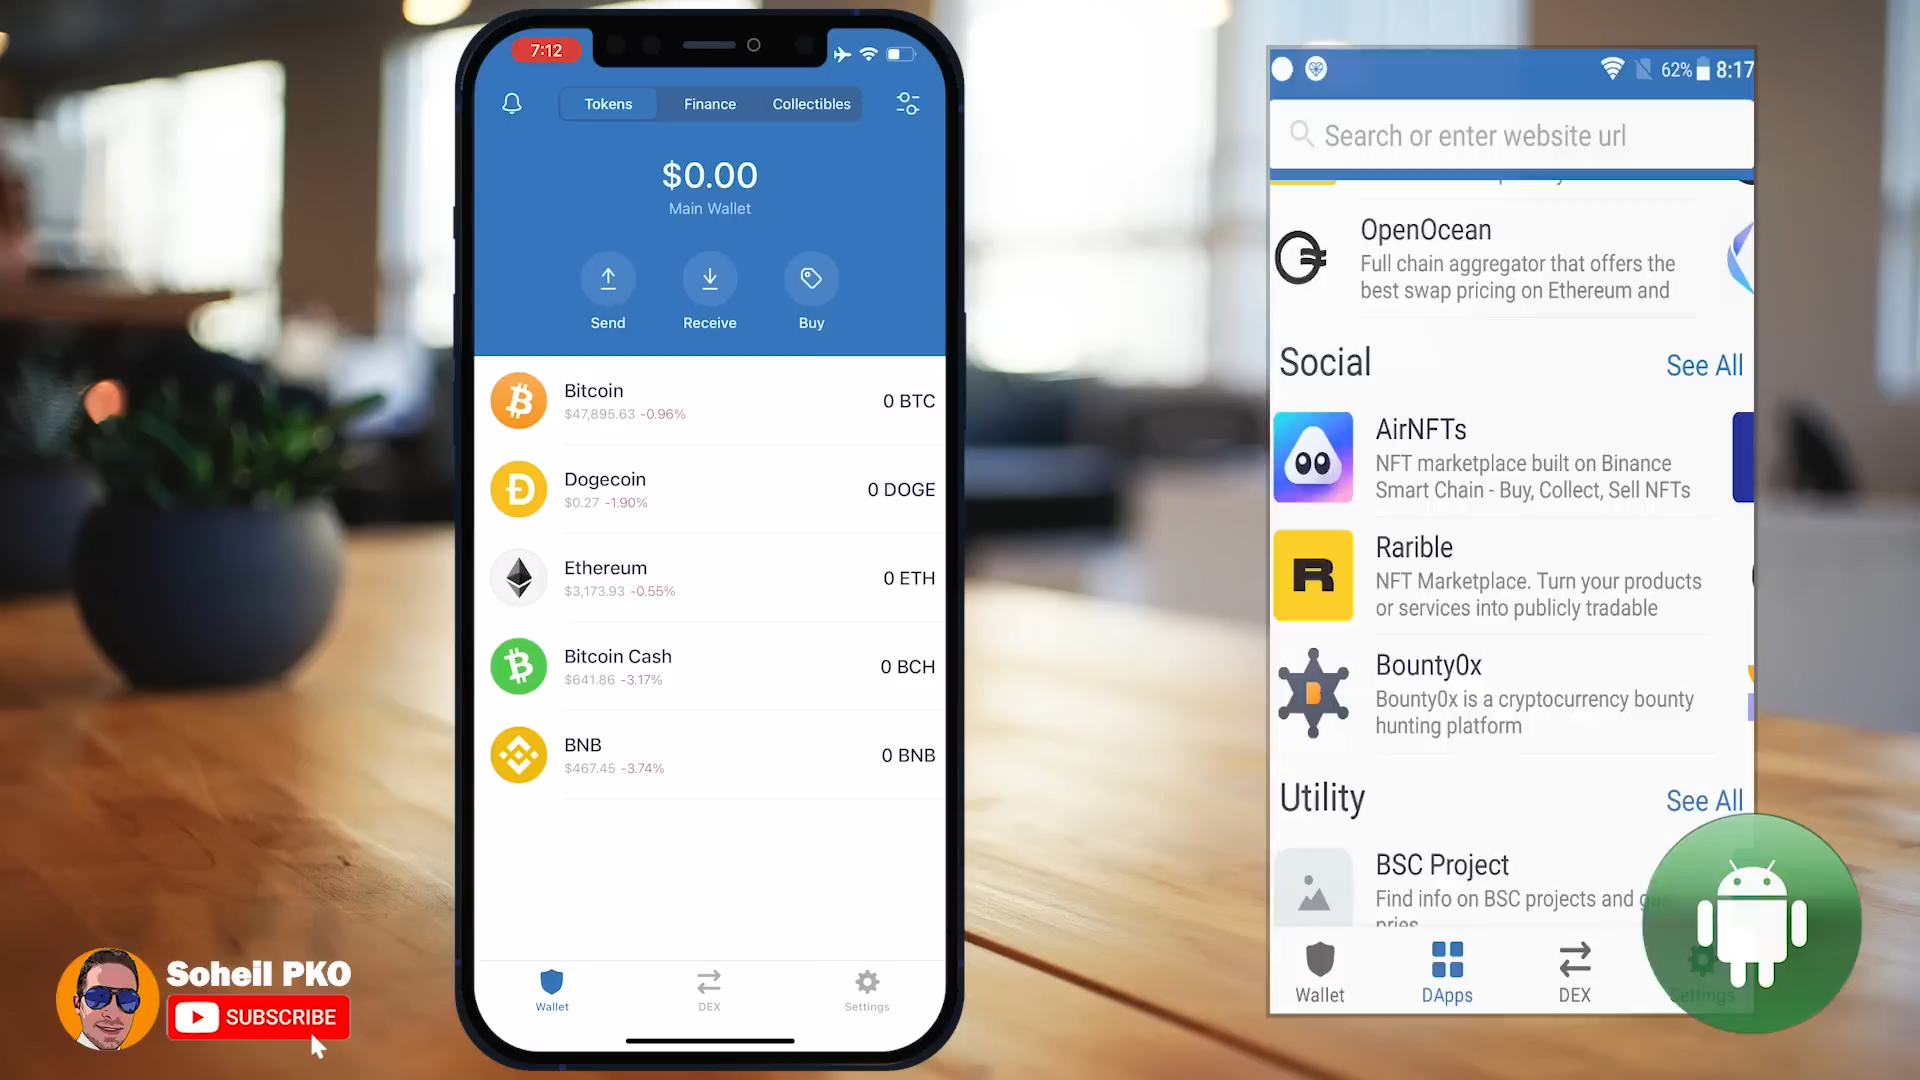 7:12
Tokens
Finance
Collectibles
$0.00
Main Wallet
Send
Receive
Buy
Bitcoin
$47,895.63 -0.96%
0 BTC
Dogecoin
$0.27 -1.90%
0 DOGE
Ethereum
$3,173.93 -0.55%
0 ETH
Bitcoin Cash
$641.86 -3.17%
0 BCH
BNB
$467.45 -3.74%
0 BNB
Wallet
DEX
Settings
62%
8:17
Search or enter website url
OpenOcean
Full chain aggregator that offers the
best swap pricing on Ethereum and
Social
See All
AirNFTs
NFT marketplace built on Binance
Smart Chain - Buy, Collect, Sell NFTs
R
Rarible
NFT Marketplace. Turn your products
or services into publicly tradable
B
Bounty0x
Bounty0x is a cryptocurrency bounty
hunting platform
Utility
See All
BSC Project
Find info on BSC projects and
Wallet
DApps
DEX
Settings
Soheil PKO
SUBSCRIBE